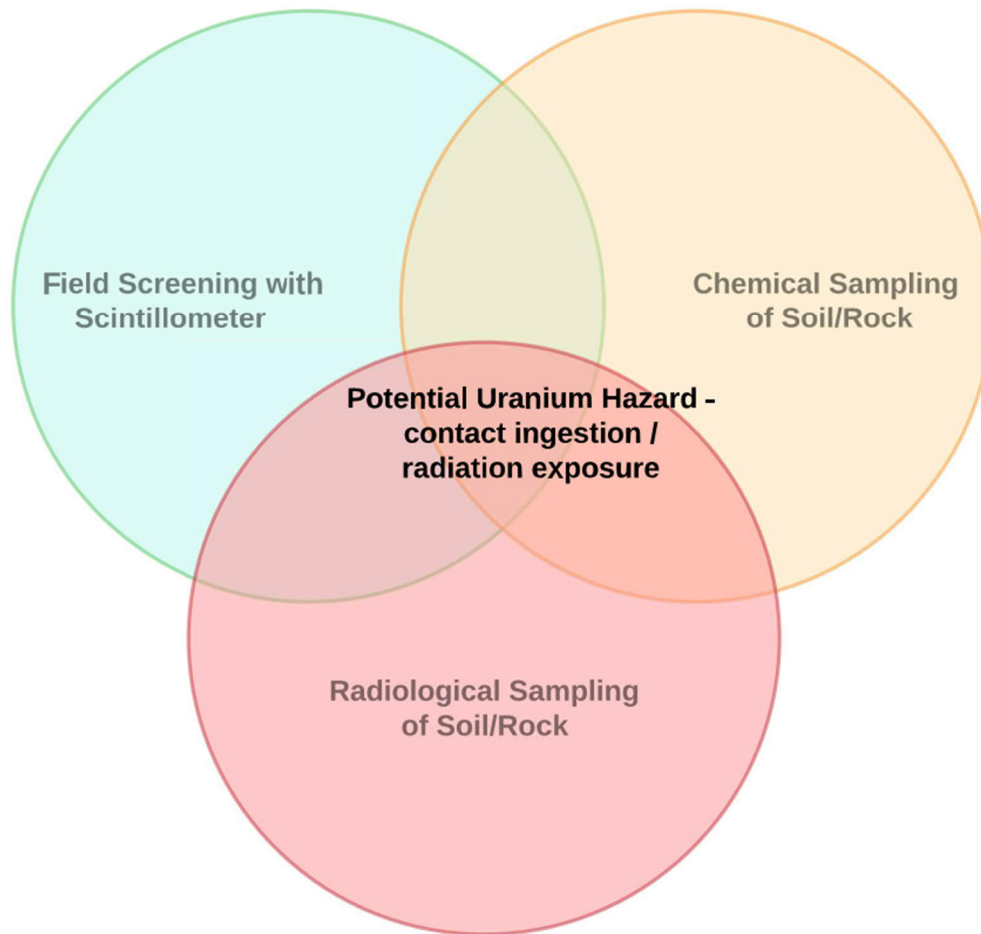 Field Screening with
Scintillometer
Chemical Sampling
of Soil/Rock
Potential Uranium Hazard -
contact ingestion /
radiation exposure
Radiological Sampling
of Soil/Rock